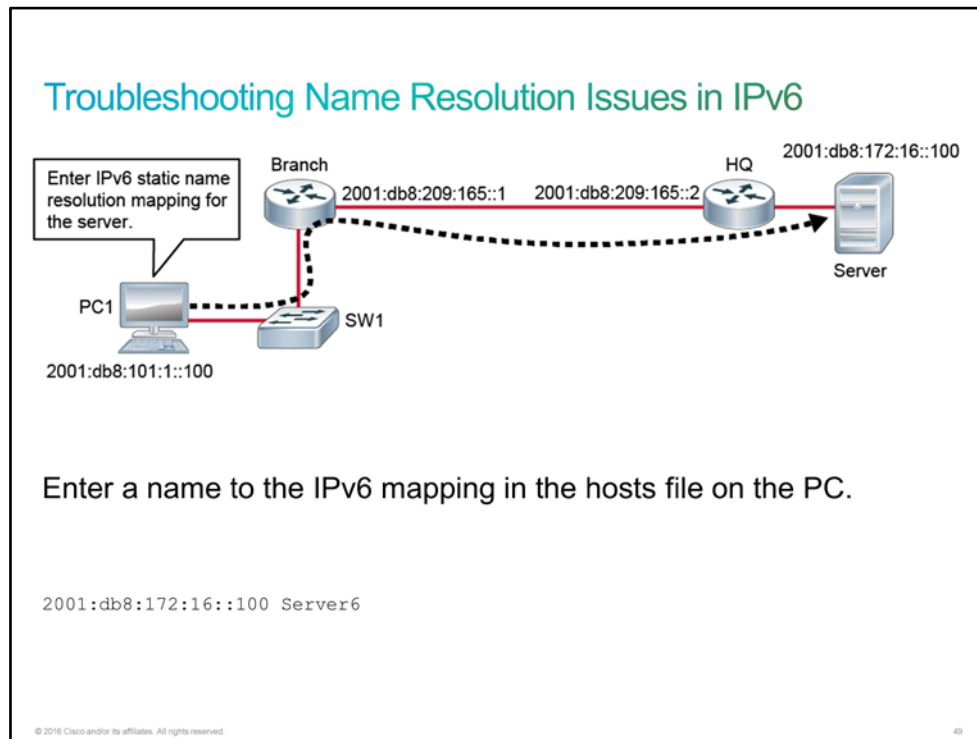 Troubleshooting Name Resolution Issues in IPv6
Enter IPv6 static name
resolution mapping for
the server.
Branch
2001:db8:209:165::1
2001:db8:209:165::2
HQ
2001:db8:172:16::100
Server
PC1
SW1
2001:db8:101:1::100
Enter a name to the IPv6 mapping in the hosts file on the PC.
2001:db8:172:16::100 Server6
© 2016 Cisco and/or its affiliates. All rights reserved.
49